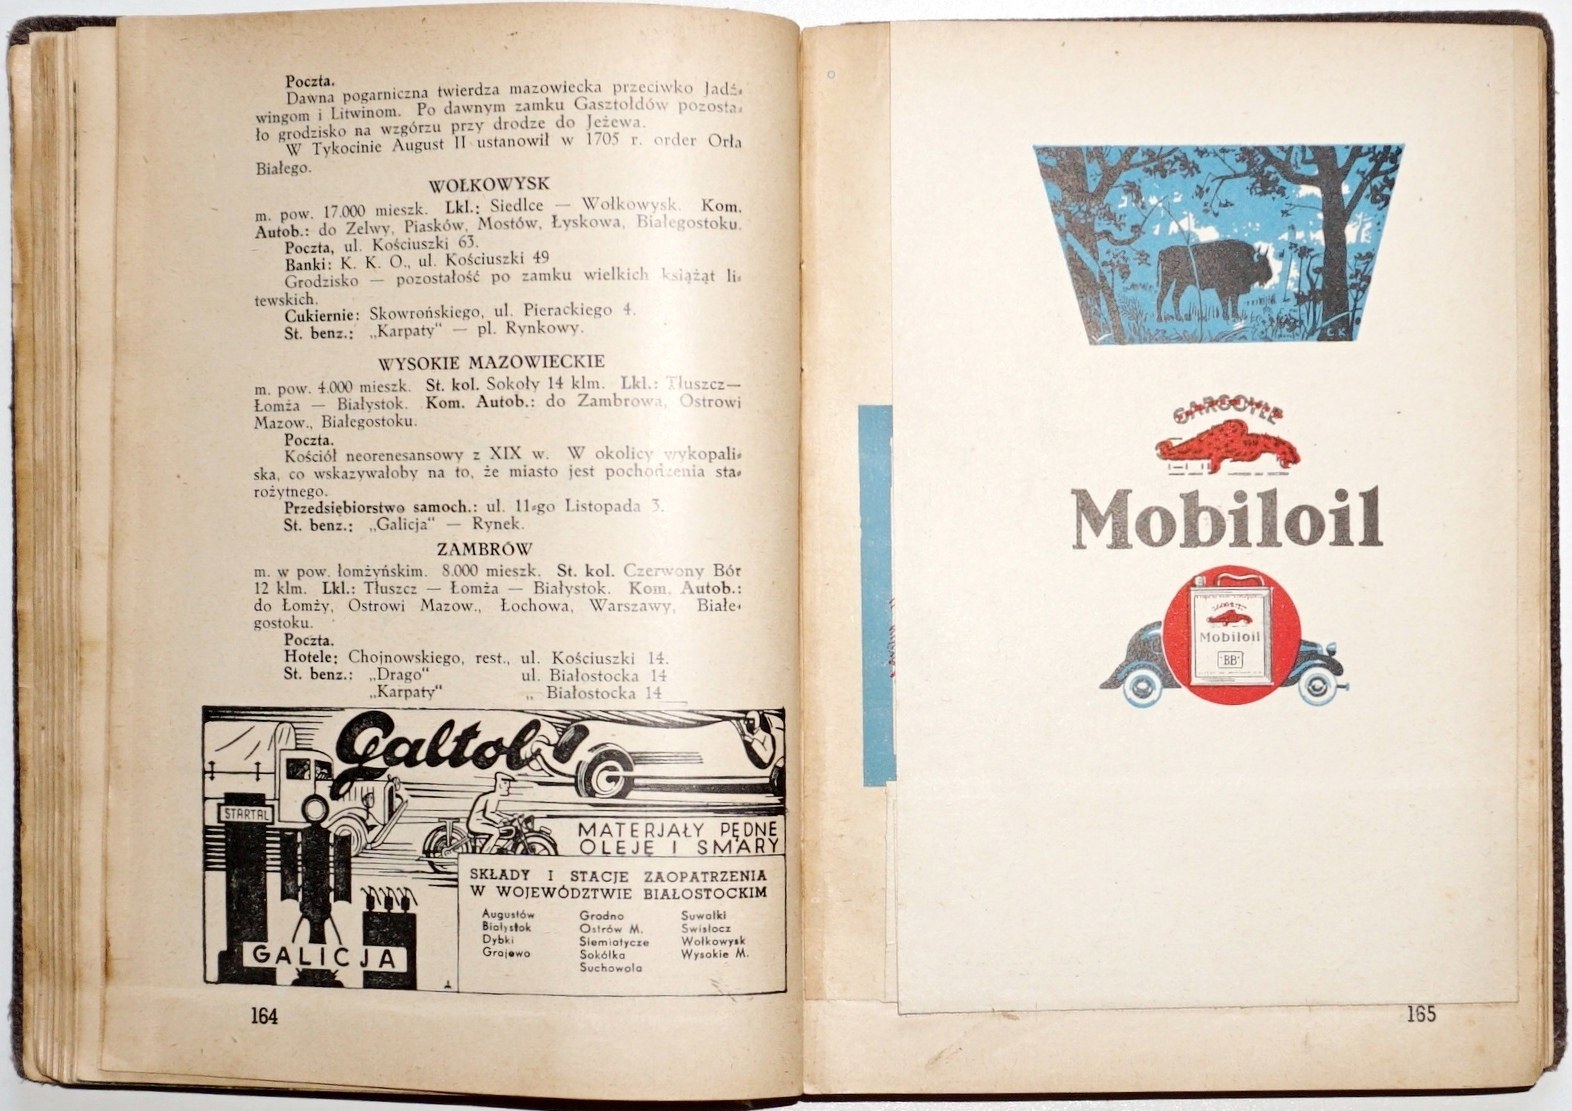 Poczta.
Dawna pogarniczna twierdza mazowiecka przeciwko Jadź-
wingom i Litwinom. Po dawnym zamku Gasztołdów pozosta-
ło grodzisko na wzgórzu przy drodze do Jeżewa.
W Tykocinie August II ustanowił w 1705 r. order Orła
Białego.
WOŁKOWYSK
m. pow. 17.000 mieszk. Lkl.: Siedlce — Wołkowysk. Kom.
Autob.: do Zelwy, Piasków, Mostów, Łyskowa, Białegostoku.
Poczta, ul. Kościuszki 63.
Banki: K. K. O., ul. Kościuszki 49
Grodzisko — pozostałość po zamku wielkich książąt li-
tewskich.
Cukiernie: Skowrońskiego, ul. Pierackiego 4.
St. benz.: „Karpaty” — pl. Rynkowy.
WYSOKIE MAZOWIECKIE
m. pow. 4.000 mieszk. St. kol. Sokoły 14 klm. Lkl.: Tłuszcz—
Łomża — Białystok. Kom. Autob.: do Zambrowa, Ostrowi
Mazow., Białegostoku.
Poczta.
Kościół neorenesansowy z XIX w. W okolicy wykopali-
ska, co wskazywałoby na to, że miasto jest pochodzenia sta-
rożytnego.
Przedsiębiorstwo samoch.: ul. 11-go Listopada 3.
St. benz.: „Galicja” — Rynek.
ZAMBRÓW
m. w pow. łomżyńskim. 8.000 mieszk. St. kol. Czerwony Bór
12 klm. Lkl.: Tłuszcz — Łomża — Białystok. Kom. Autob.:
do Łomży, Ostrowi Mazow., Łochowa, Warszawy, Białe-
gostoku.
Poczta.
Hotele: Chojnowskiego, rest., ul. Kościuszki 14.
St. benz.: „Drago” ul. Białostocka 14
„Karpaty” „ Białostocka 14
Galtol
STARTAL
MATERJAŁY PĘDNE
OLEJE I SMARY
SKŁADY I STACJE ZAOPATRZENIA
W WOJEWÓDZTWIE BIAŁOSTOCKIM
Augustów Grodno Suwałki
Białystok Ostrów M. Swisłocz
Dybki Siemiatycze Wołkowysk
Grajewo Sokółka Wysokie M.
Suchowola
GALICJA
164
Ł.K.
GARGOYLE
Mobiloil
GARGOYLE
Mobiloil
"BB"
165